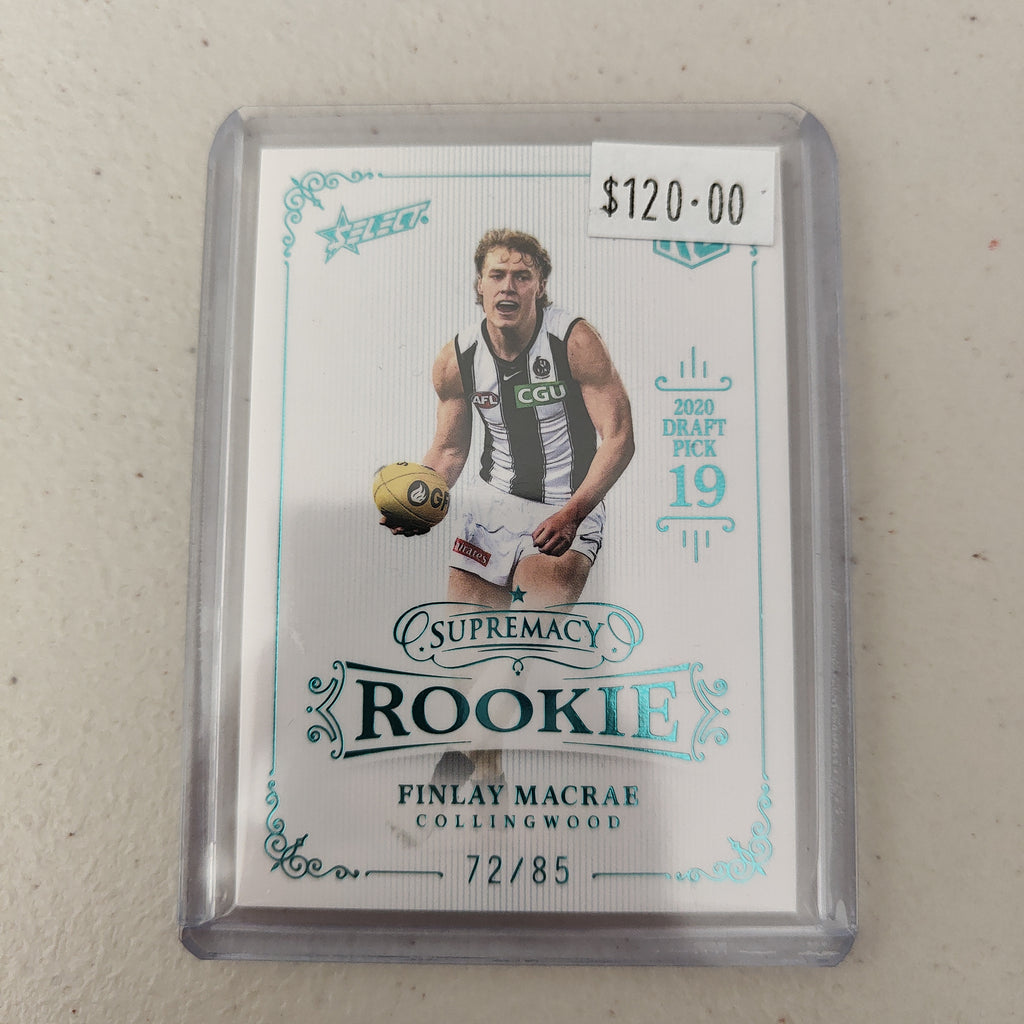 $120.00
SELECT
AFL
CGU
2020
DRAFT
PICK
19
SUPREMACY
ROOKIE
FINLAY MACRAE
COLLINGWOOD
72/85